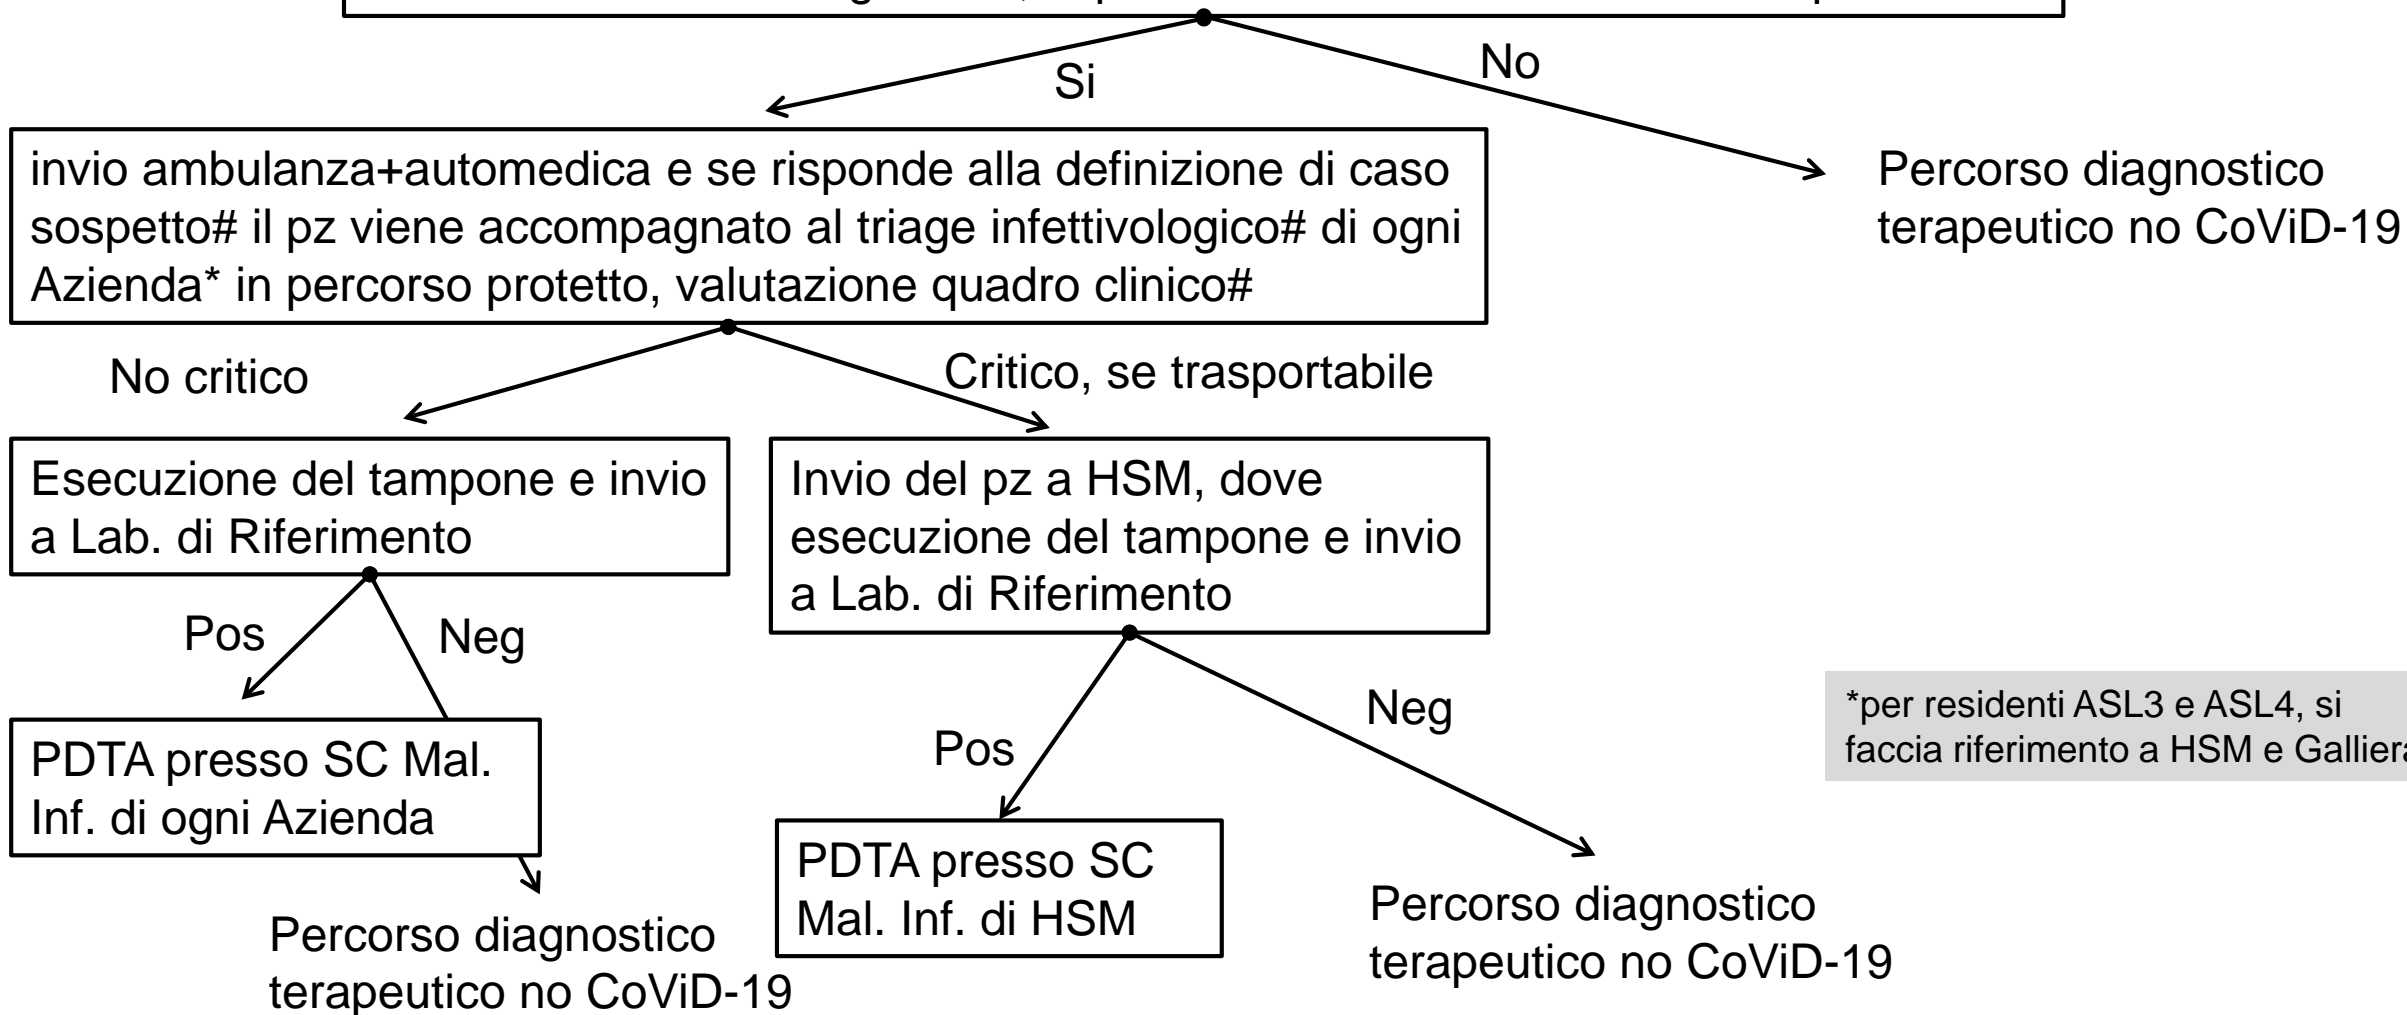 Si
No
invio ambulanza+automedica e se risponde alla definizione di caso
sospetto# il pz viene accompagnato al triage infettivologico# di ogni
Azienda* in percorso protetto, valutazione quadro clinico#
Percorso diagnostico
terapeutico no CoViD-19
No critico
Critico, se trasportabile
Esecuzione del tampone e invio
a Lab. di Riferimento
Invio del pz a HSM, dove
esecuzione del tampone e invio
a Lab. di Riferimento
Pos
Neg
Pos
Neg
*per residenti ASL3 e ASL4, si
faccia riferimento a HSM e Galliera
PDTA presso SC Mal.
Inf. di ogni Azienda
PDTA presso SC
Mal. Inf. di HSM
Percorso diagnostico
terapeutico no CoViD-19
Percorso diagnostico
terapeutico no CoViD-19